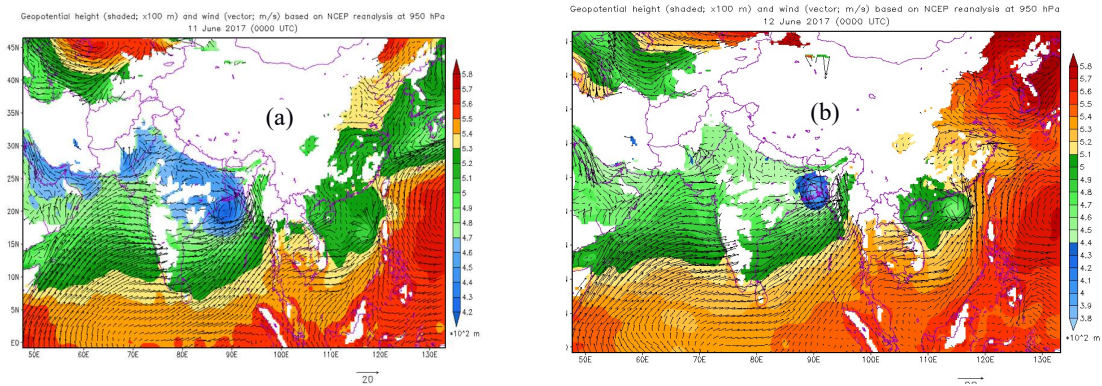 Geopotential height (shaded; x100 m) and wind (vector; m/s) based on NCEP reanalysis at 950 hPa
11 June 2017 (0000 UTC)
(a)
45N
40N
35N
30N
25N
20N
15N
10N
5N
EQ
50E 60E 70E 80E 90E 100E 110E 120E 130E
5.8
5.7
5.6
5.5
5.4
5.3
5.2
5.1
5
4.9
4.8
4.7
4.6
4.5
4.4
4.3
4.2
*10^2 m
20
Geopotential height (shaded; x100 m) and wind (vector; m/s) based on NCEP reanalysis at 950 hPa
12 June 2017 (0000 UTC)
(b)
50E 60E 70E 80E 90E 100E 110E 120E 130E
5.8
5.7
5.6
5.5
5.4
5.3
5.2
5.1
5
4.9
4.8
4.7
4.6
4.5
4.4
4.3
4.2
4.1
4
3.9
3.8
*10^2 m